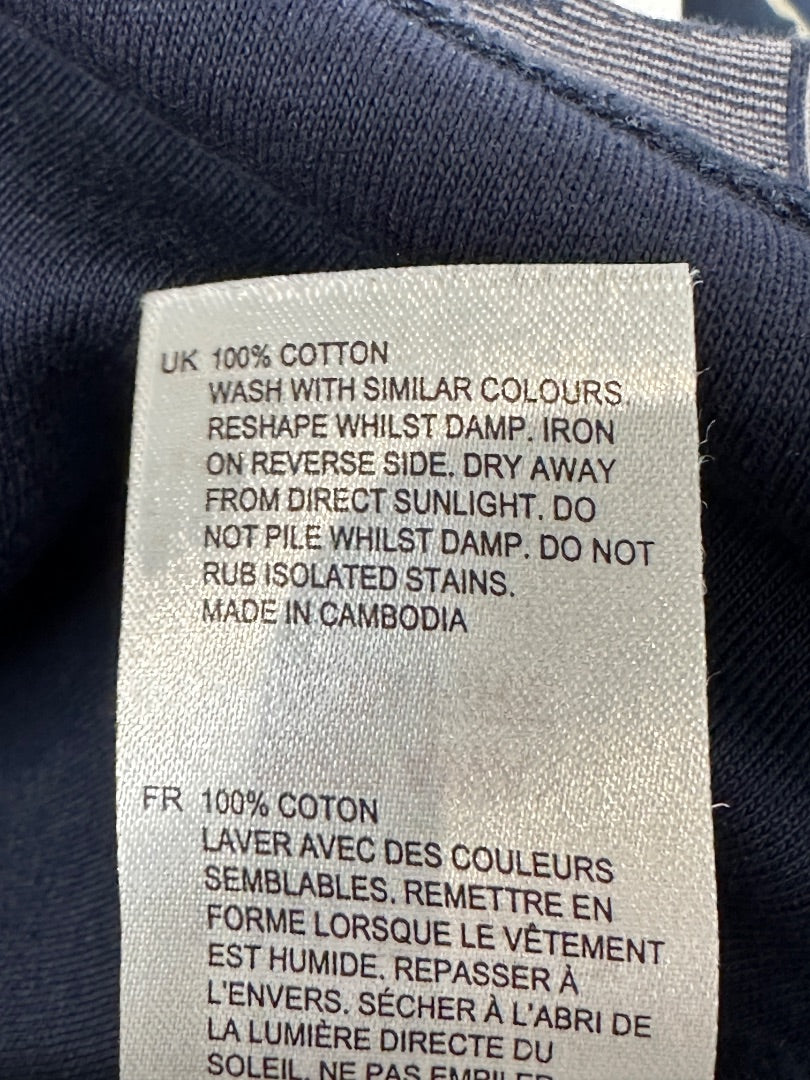 UK 100% COTTON
WASH WITH SIMILAR COLOURS.
RESHAPE WHILST DAMP. IRON
ON REVERSE SIDE. DRY AWAY
FROM DIRECT SUNLIGHT. DO
NOT PILE WHILST DAMP. DO NOT
RUB ISOLATED STAINS.
MADE IN CAMBODIA
FR 100% COTON
LAVER AVEC DES COULEURS
SEMBLABLES. REMETTRE EN
FORME LORSQUE LE VÊTEMENT
EST HUMIDE. REPASSER À
L'ENVERS. SÉCHER À L'ABRI DE
LA LUMIÈRE DIRECTE DU
SOLEIL. NE PAS EMPILER